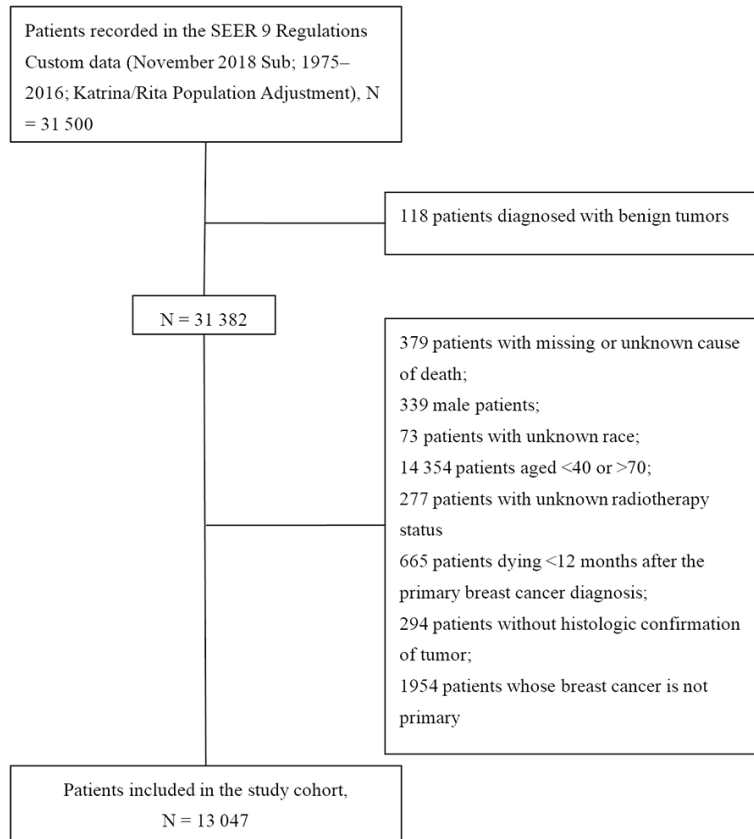 Patients recorded in the SEER 9 Regulations
Custom data (November 2018 Sub; 1975–
2016; Katrina/Rita Population Adjustment), N
= 31 500
118 patients diagnosed with benign tumors
N = 31 382
379 patients with missing or unknown cause
of death;
339 male patients;
73 patients with unknown race;
14 354 patients aged <40 or >70;
277 patients with unknown radiotherapy
status
665 patients dying <12 months after the
primary breast cancer diagnosis;
294 patients without histologic confirmation
of tumor;
1954 patients whose breast cancer is not
primary
Patients included in the study cohort,
N = 13 047